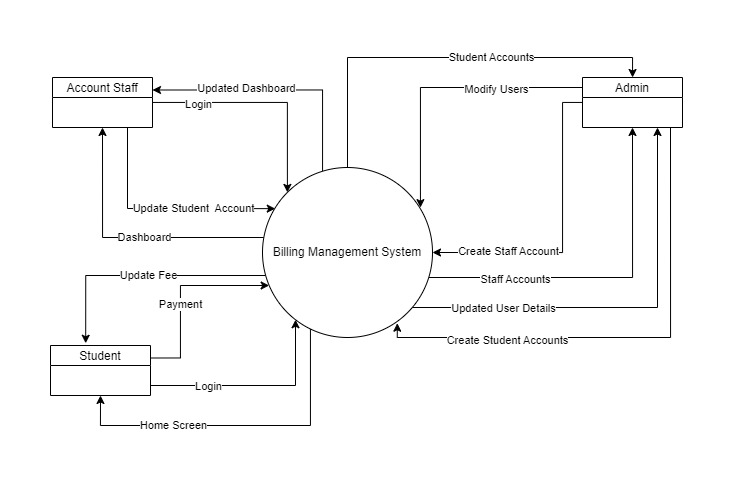 Student Accounts
Account Staff
Updated Dashboard
Modify Users
Admin
Login
Update Student Account
Dashboard
Billing Management System
Create Staff Account
Update Fee
Staff Accounts
Payment
Updated User Details
Create Student Accounts
Student
Login
Home Screen